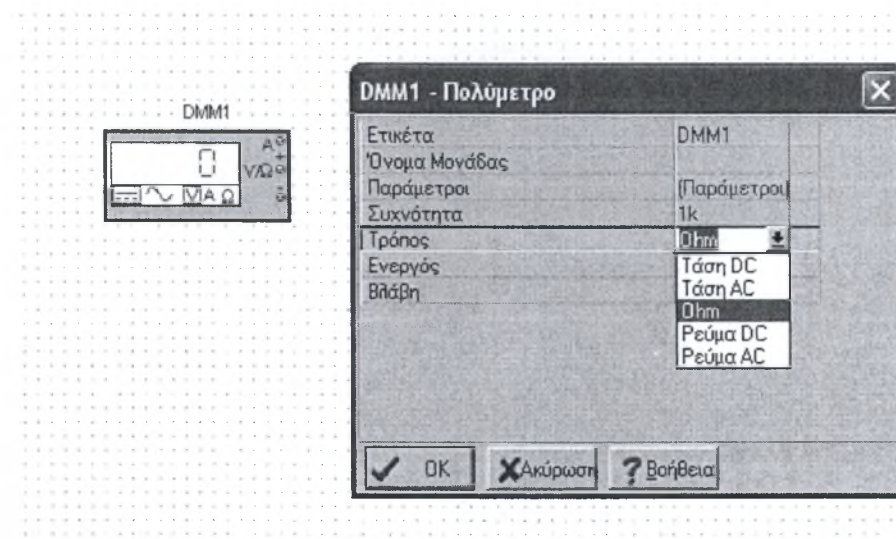 DMM1
0
A
V/Ω
V A Ω
DMM1 - Πολύμετρο
Ετικέτα DMM1
Όνομα Μονάδας
Παράμετροι (Παράμετροι)
Συχνότητα 1k
Τρόπος Ohm
Ενεργός
Βλάβη
Τάση DC
Τάση AC
Ohm
Ρεύμα DC
Ρεύμα AC
OK
Ακύρωση
? Βοήθεια